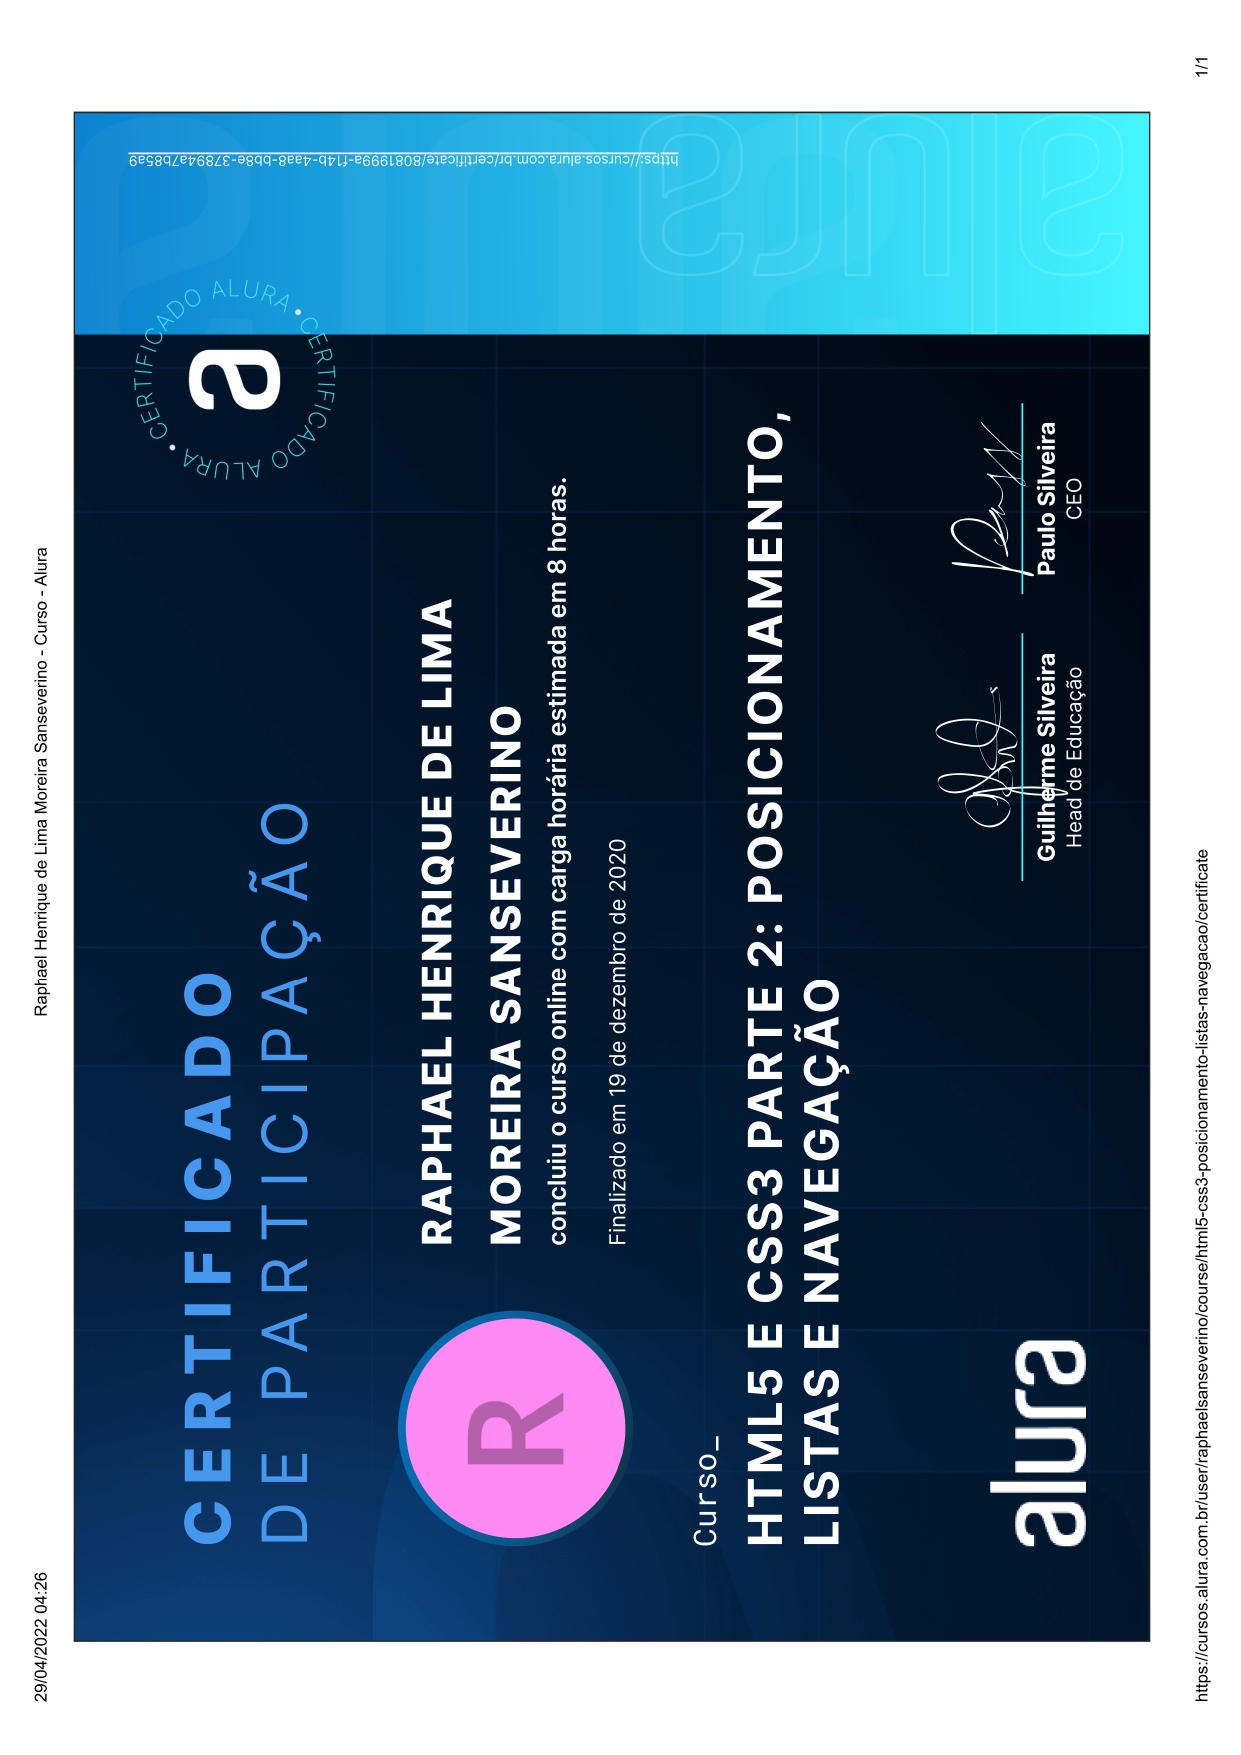 29/04/2022 04:26
Raphael Henrique de Lima Moreira Sanseverino - Curso - Alura
CERTIFICADO
DE PARTICIPAÇÃO
CERTIFICADO ALURA • CERTIFICADO ALURA •
a
https://cursos.alura.com.br/certificate/8081999a-f14b-4aa8-bb8e-37894a7b85a9
R
RAPHAEL HENRIQUE DE LIMA
MOREIRA SANSEVERINO
concluiu o curso online com carga horária estimada em 8 horas.
Finalizado em 19 de dezembro de 2020
Curso_
HTML5 E CSS3 PARTE 2: POSICIONAMENTO,
LISTAS E NAVEGAÇÃO
alura
alura
Guilherme Silveira
Head de Educação
Paulo Silveira
CEO
https://cursos.alura.com.br/user/raphaelsanseverino/course/html5-css3-posicionamento-listas-navegacao/certificate
1/1